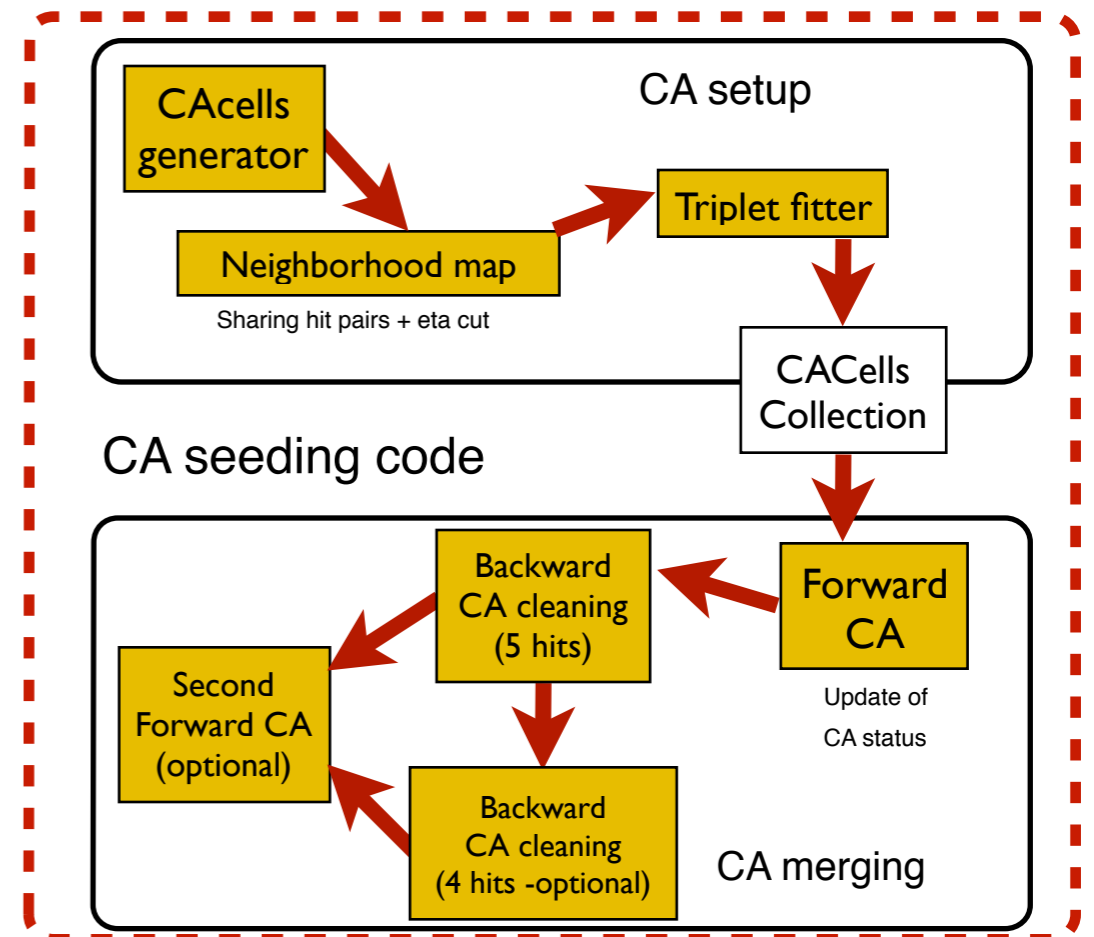 CA setup
CAcells
generator
Neighborhood map
Sharing hit pairs + eta cut
Triplet fitter
CACells
Collection
CA seeding code
Forward
CA
Update of
CA status
Backward
CA cleaning
(5 hits)
Second
Forward CA
(optional)
Backward
CA cleaning
(4 hits -optional)
CA merging